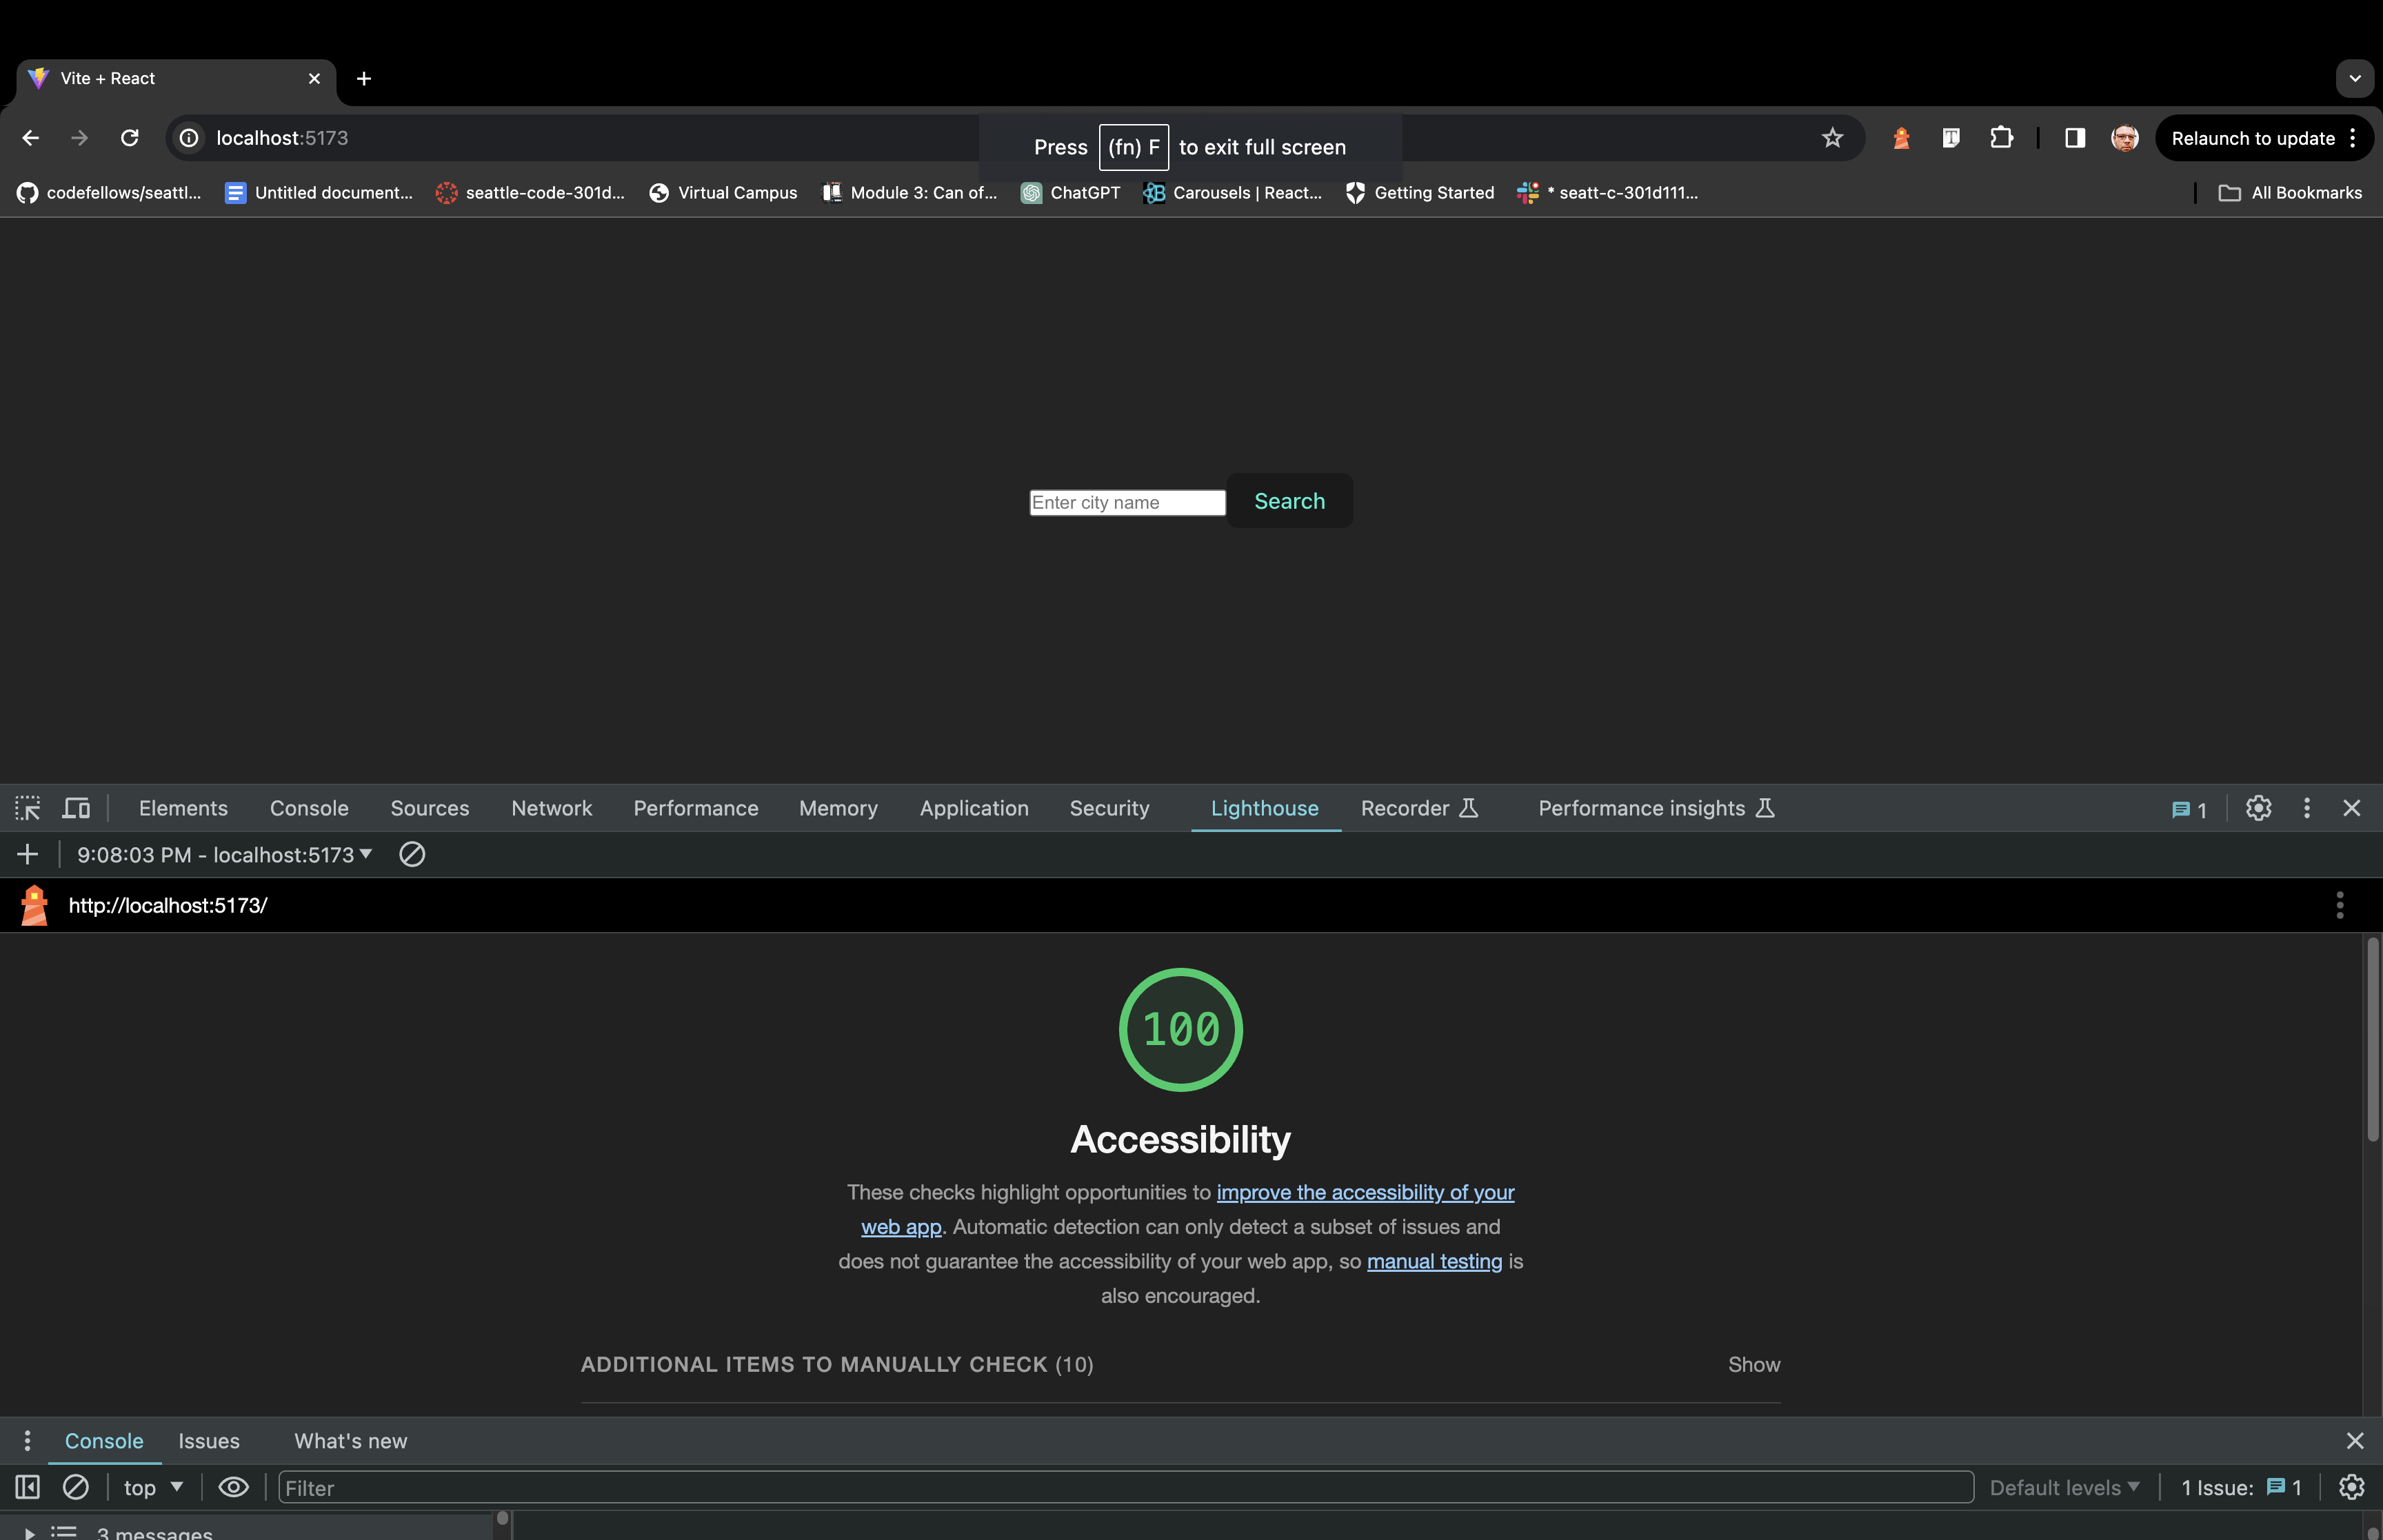 Vite + React
localhost:5173
Press (fn) F to exit full screen
Relaunch to update
codefellows/seattl... Untitled document... seattle-code-301d... Virtual Campus Module 3: Can of... ChatGPT Carousels | React... Getting Started * seatt-c-301d111... All Bookmarks
Enter city name Search
Elements Console Sources Network Performance Memory Application Security Lighthouse Recorder Performance insights 1
9:08:03 PM - localhost:5173
http://localhost:5173/
100
Accessibility
These checks highlight opportunities to improve the accessibility of your
web app. Automatic detection can only detect a subset of issues and
does not guarantee the accessibility of your web app, so manual testing is
also encouraged.
ADDITIONAL ITEMS TO MANUALLY CHECK (10) Show
Console Issues What's new
top Filter Default levels 1 Issue: 1
3 messages